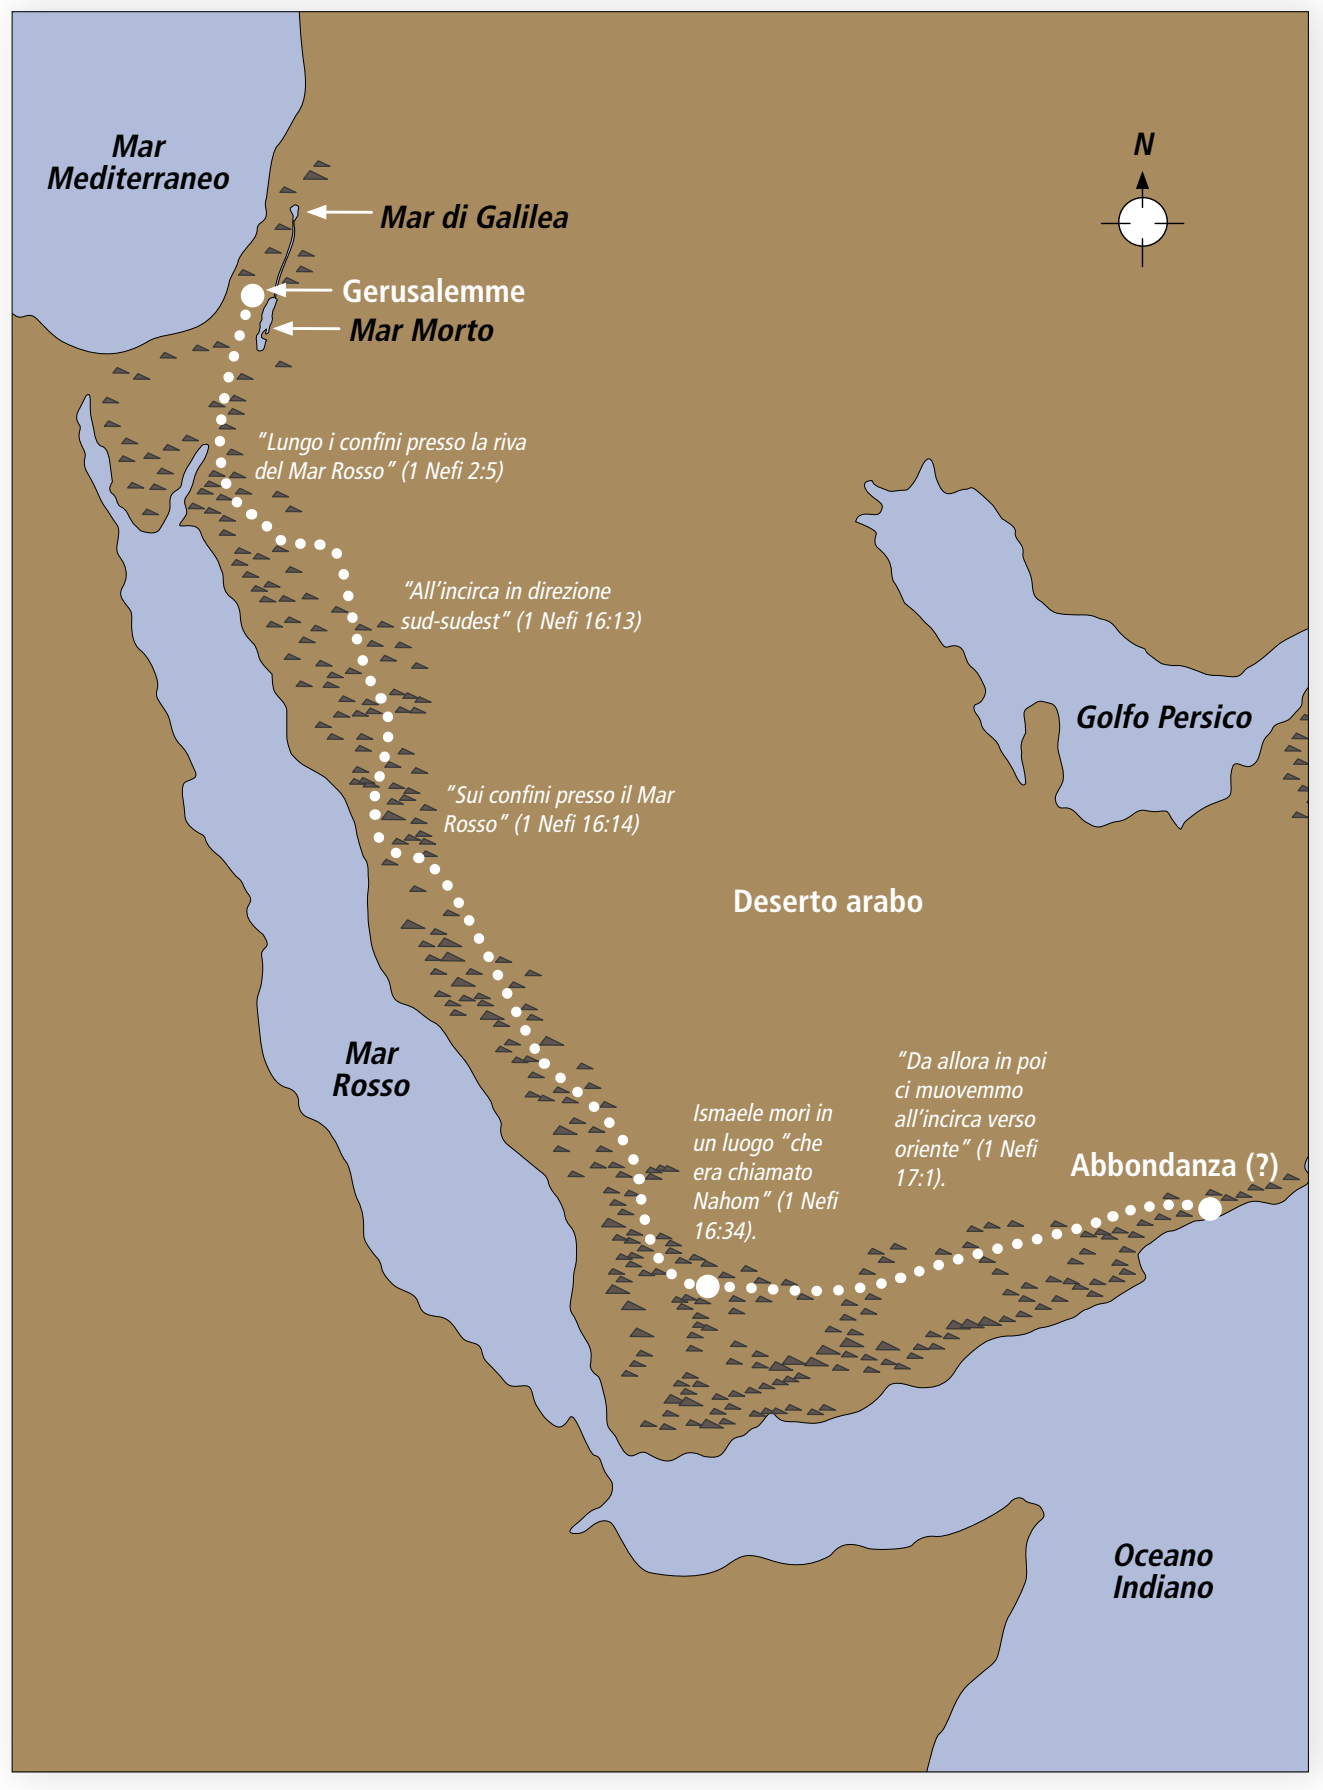 Mar
Mediterraneo
N
Mar di Galilea
Gerusalemme
Mar Morto
“Lungo i confini presso la riva
del Mar Rosso” (1 Nefi 2:5)
“All’incirca in direzione
sud-sudest” (1 Nefi 16:13)
Golfo Persico
“Sui confini presso il Mar
Rosso” (1 Nefi 16:14)
Deserto arabo
Mar
Rosso
Ismaele morì in
un luogo “che
era chiamato
Nahom” (1 Nefi
16:34).
“Da allora in poi
ci muovemmo
all’incirca verso
oriente” (1 Nefi
17:1).
Abbondanza (?)
Oceano
Indiano